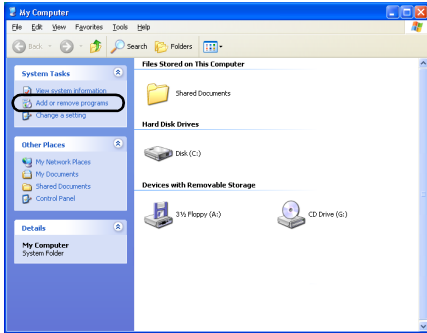 My Computer
File Edit View Favorites Tools Help
Back Search Folders
System Tasks
View system information
Add or remove programs
Change a setting
Other Places
My Network Places
My Documents
Shared Documents
Control Panel
Details
My Computer
System Folder
Files Stored on This Computer
Shared Documents
Hard Disk Drives
Disk (C:)
Devices with Removable Storage
3½ Floppy (A:)
CD Drive (G:)